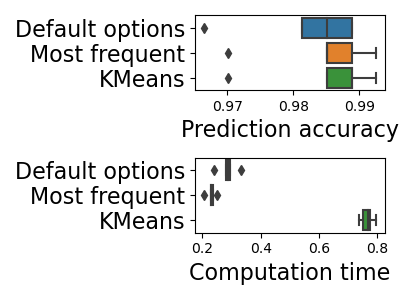 Default options
Most frequent
KMeans
0.97 0.98 0.99
Prediction accuracy
Default options
Most frequent
KMeans
0.2 0.4 0.6 0.8
Computation time